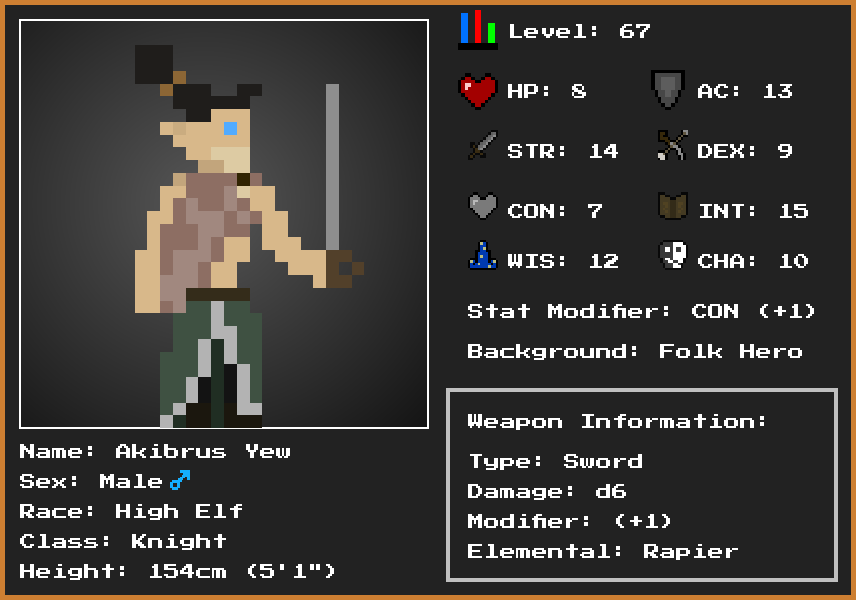 Level: 67
HP: 8 AC: 13
STR: 14 DEX: 9
CON: 7 INT: 15
WIS: 12 CHA: 10
Stat Modifier: CON (+1)
Background: Folk Hero
Weapon Information:
Type: Sword
Damage: d6
Modifier: (+1)
Elemental: Rapier
Name: Akibrus Yew
Sex: Male ♂
Race: High Elf
Class: Knight
Height: 154cm (5'1")